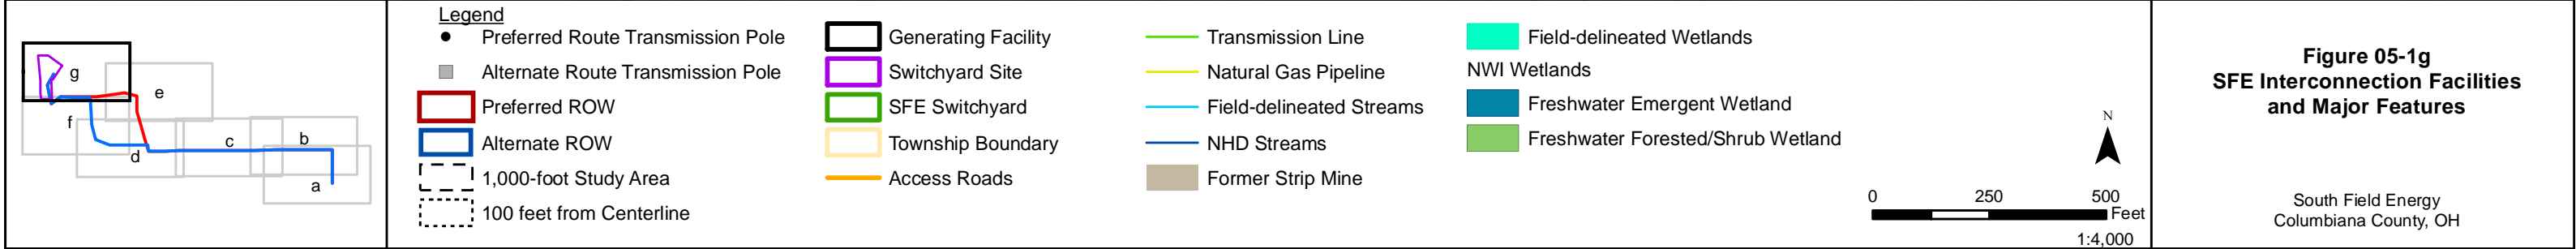 g
e
f
d
c
b
a
Legend
Preferred Route Transmission Pole
Alternate Route Transmission Pole
Preferred ROW
Alternate ROW
1,000-foot Study Area
100 feet from Centerline
Generating Facility
Switchyard Site
SFE Switchyard
Township Boundary
Access Roads
Transmission Line
Natural Gas Pipeline
Field-delineated Streams
NHD Streams
Former Strip Mine
Field-delineated Wetlands
NWI Wetlands
Freshwater Emergent Wetland
Freshwater Forested/Shrub Wetland
N
0 250 500
Feet
1:4,000
Figure 05-1g
SFE Interconnection Facilities
and Major Features
South Field Energy
Columbiana County, OH